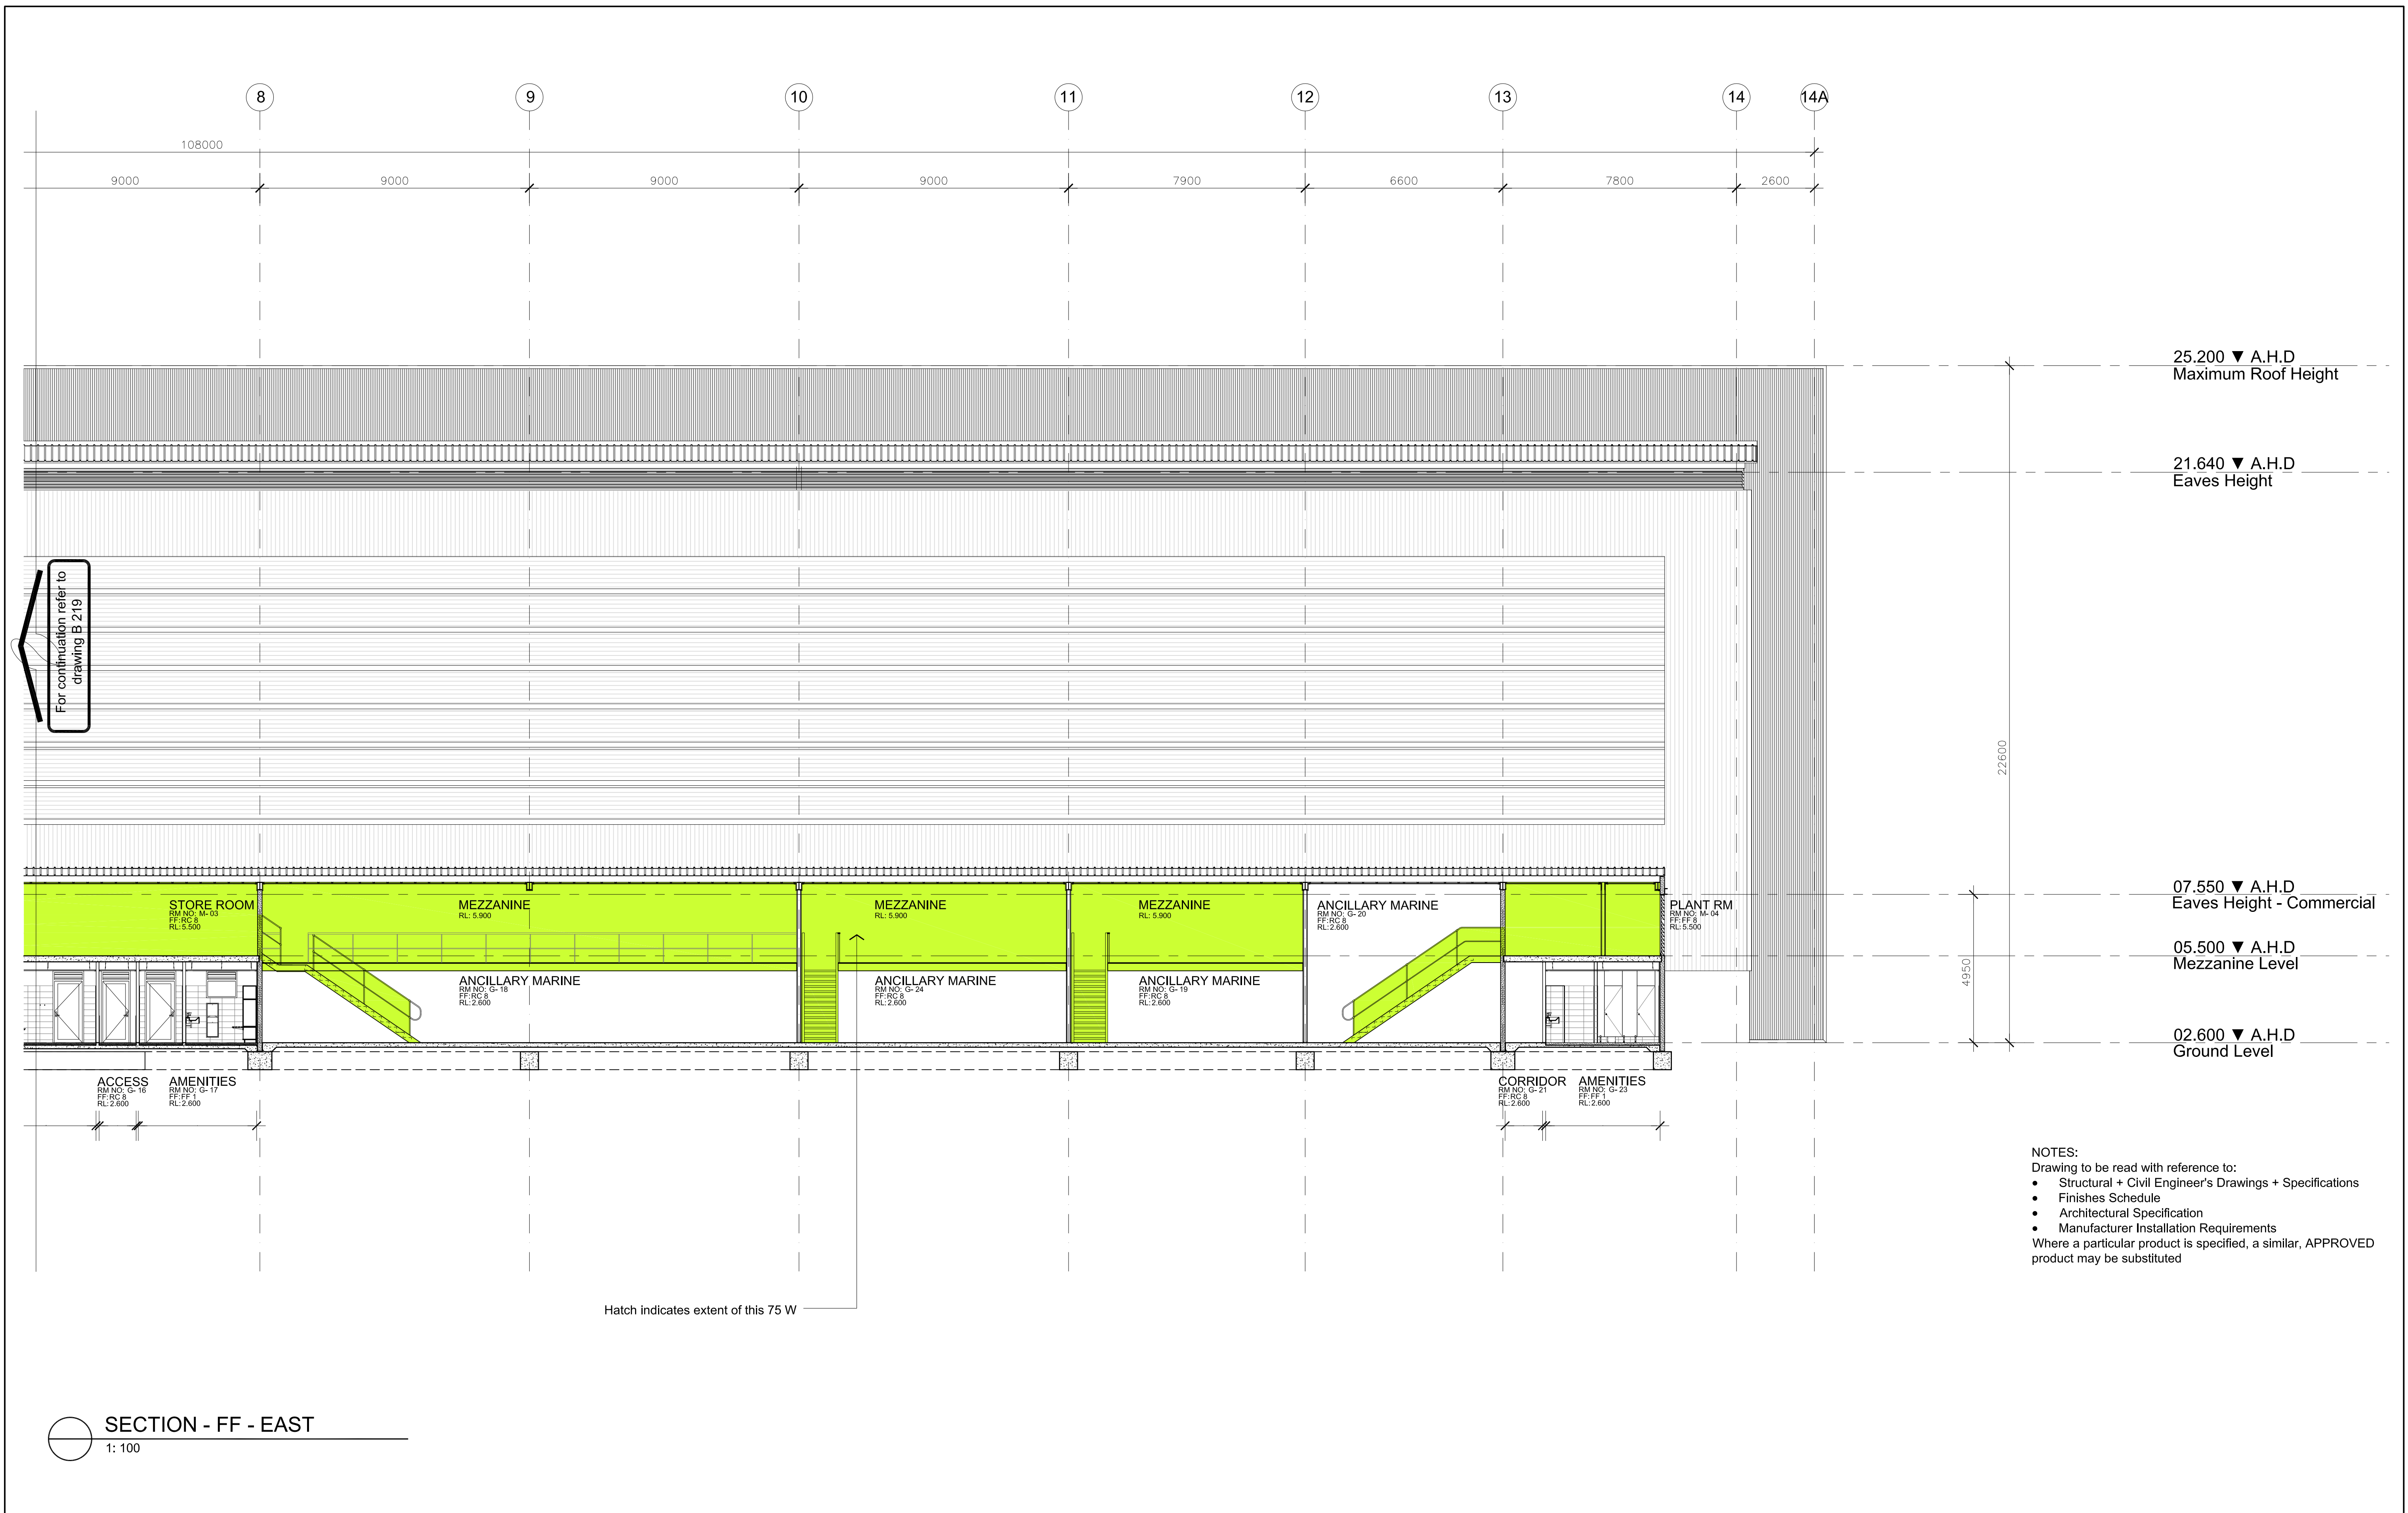 8
9
10
11
12
13
14
14A
108000
9000
9000
9000
9000
7900
6600
7800
2600
25.200 ▼ A.H.D
Maximum Roof Height
21.640 ▼ A.H.D
Eaves Height
For continuation refer to
drawing B 219
22600
07.550 ▼ A.H.D
Eaves Height - Commercial
05.500 ▼ A.H.D
Mezzanine Level
4950
02.600 ▼ A.H.D
Ground Level
STORE ROOM
RM NO: M- 03
FF:RC 8
RL:5.500
MEZZANINE
RL: 5.900
MEZZANINE
RL: 5.900
MEZZANINE
RL: 5.900
ANCILLARY MARINE
RM NO: G- 20
FF:RC 8
RL:2.600
PLANT RM
RM NO: M- 04
FF:FF 8
RL:5.500
ANCILLARY MARINE
RM NO: G- 18
FF:RC 8
RL:2.600
ANCILLARY MARINE
RM NO: G- 24
FF:RC 8
RL:2.600
ANCILLARY MARINE
RM NO: G- 19
FF:RC 8
RL:2.600
ACCESS
RM NO: G- 16
FF:RC 8
RL:2.600
AMENITIES
RM NO: G- 17
FF:FF 1
RL:2.600
CORRIDOR
RM NO: G- 21
FF:RC 8
RL:2.600
AMENITIES
RM NO: G- 23
FF:FF 1
RL:2.600
NOTES:
Drawing to be read with reference to:
• Structural + Civil Engineer's Drawings + Specifications
• Finishes Schedule
• Architectural Specification
• Manufacturer Installation Requirements
Where a particular product is specified, a similar, APPROVED
product may be substituted
Hatch indicates extent of this 75 W
SECTION - FF - EAST
1: 100